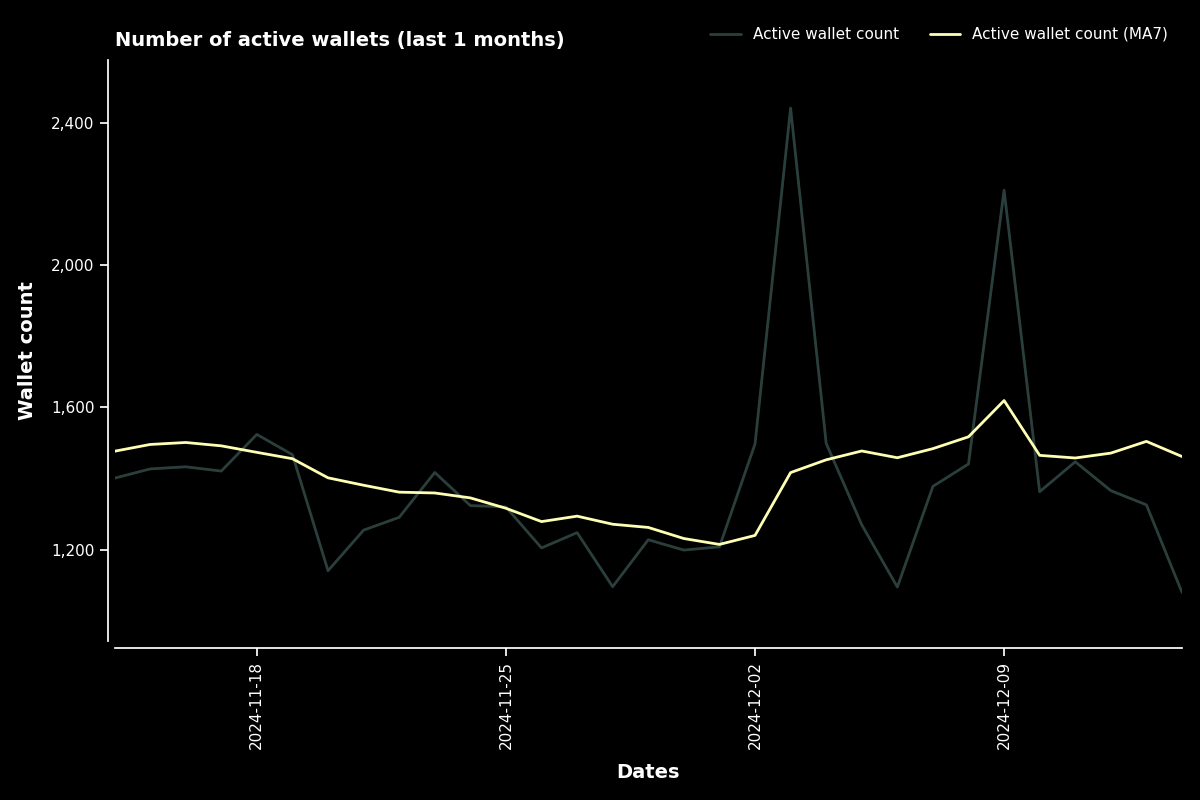 Number of active wallets (last 1 months)
Active wallet count
Active wallet count (MA7)
2,400
2,000
1,600
1,200
Wallet count
2024-11-18
2024-11-25
2024-12-02
2024-12-09
Dates